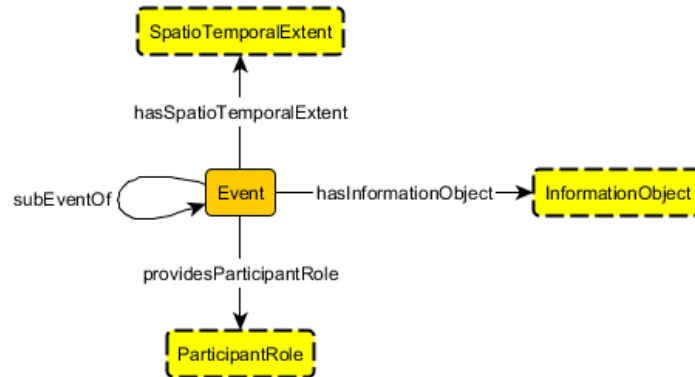 SpatioTemporalExtent
hasSpatioTemporalExtent
subEventOf
Event
hasInformationObject
InformationObject
providesParticipantRole
ParticipantRole